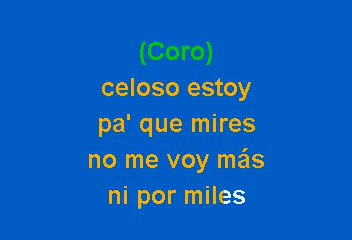 (Coro)
celoso estoy
pa' que mires
no me voy más
ni por miles